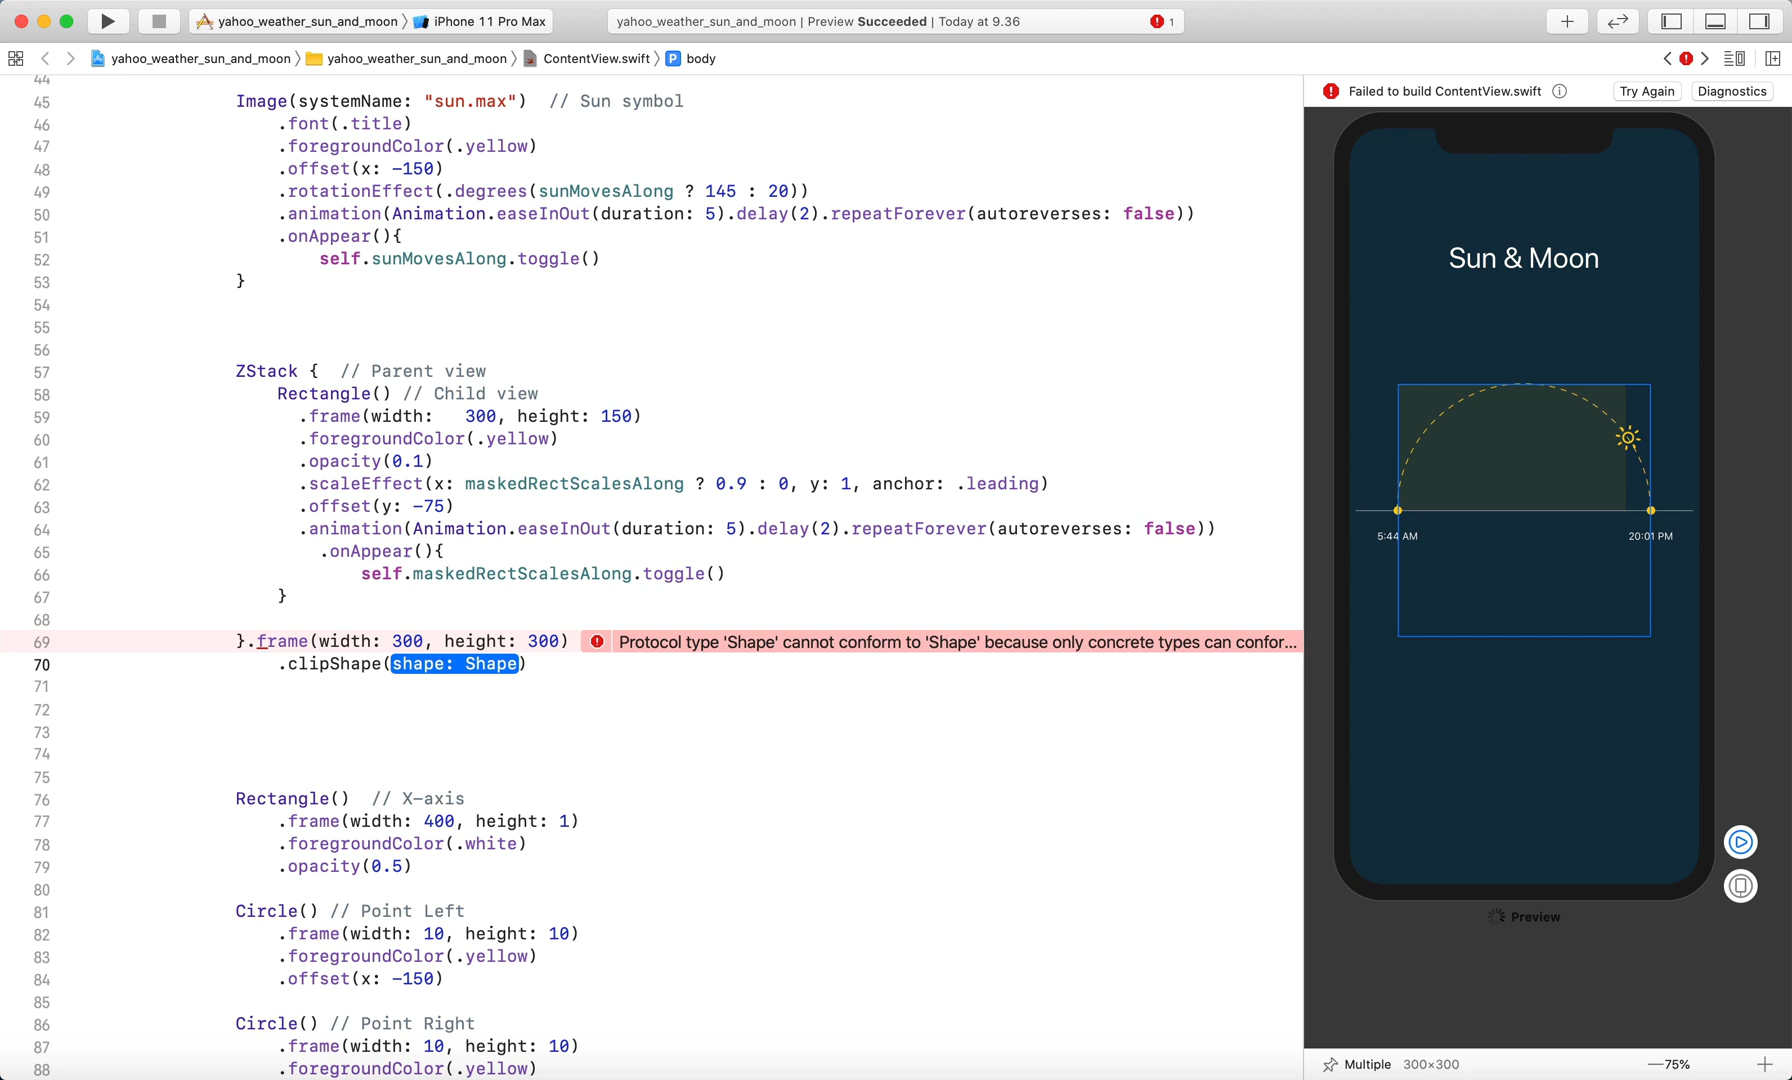 yahoo_weather_sun_and_moon 〉 iPhone 11 Pro Max
yahoo_weather_sun_and_moon | Preview Succeeded | Today at 9.36
1
yahoo_weather_sun_and_moon 〉 yahoo_weather_sun_and_moon 〉 ContentView.swift 〉 P body
Failed to build ContentView.swift
Try Again
Diagnostics
44
45 Image(systemName: "sun.max")  // Sun symbol
46 .font(.title)
47 .foregroundColor(.yellow)
48 .offset(x: -150)
49 .rotationEffect(.degrees(sunMovesAlong ? 145 : 20))
50 .animation(Animation.easeInOut(duration: 5).delay(2).repeatForever(autoreverses: false))
51 .onAppear(){
52 self.sunMovesAlong.toggle()
53 }
54
55
56
57 ZStack {  // Parent view
58 Rectangle() // Child view
59 .frame(width:   300, height: 150)
60 .foregroundColor(.yellow)
61 .opacity(0.1)
62 .scaleEffect(x: maskedRectScalesAlong ? 0.9 : 0, y: 1, anchor: .leading)
63 .offset(y: -75)
64 .animation(Animation.easeInOut(duration: 5).delay(2).repeatForever(autoreverses: false))
65 .onAppear(){
66 self.maskedRectScalesAlong.toggle()
67 }
68
69 }.frame(width: 300, height: 300) Protocol type 'Shape' cannot conform to 'Shape' because only concrete types can confor...
70 .clipShape(shape: Shape)
71
72
73
74
75
76 Rectangle()  // X-axis
77 .frame(width: 400, height: 1)
78 .foregroundColor(.white)
79 .opacity(0.5)
80
81 Circle() // Point Left
82 .frame(width: 10, height: 10)
83 .foregroundColor(.yellow)
84 .offset(x: -150)
85
86 Circle() // Point Right
87 .frame(width: 10, height: 10)
88 .foregroundColor(.yellow)
Sun & Moon
5:44 AM
20:01 PM
Preview
Multiple 300×300
75%